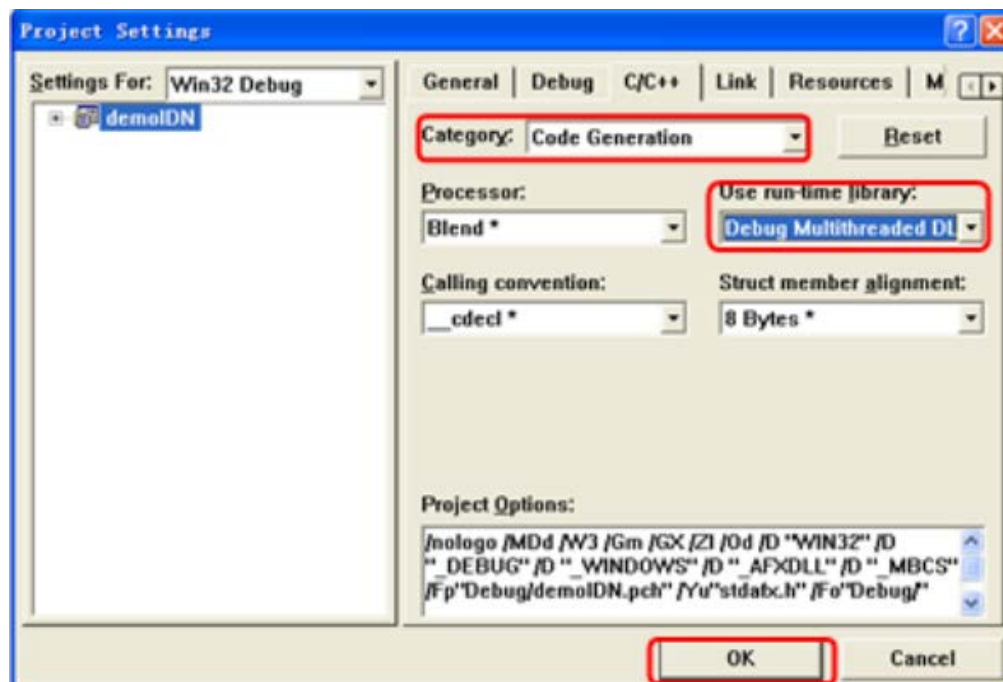 Project Settings
Settings For: Win32 Debug
demoIDN
General Debug C/C++ Link Resources M
Category: Code Generation
Reset
Processor:
Use run-time library:
Blend *
Debug Multithreaded DL
Calling convention:
Struct member alignment:
__cdecl *
8 Bytes *
Project Options:
/nologo /MDd /W3 /Gm /GX /ZI /Od /D "WIN32" /D
"_DEBUG" /D "_WINDOWS" /D "_AFXDLL" /D "_MBCS"
/Fp"Debug/demoIDN.pch" /Yu"stdafx.h" /Fo"Debug/"
OK
Cancel